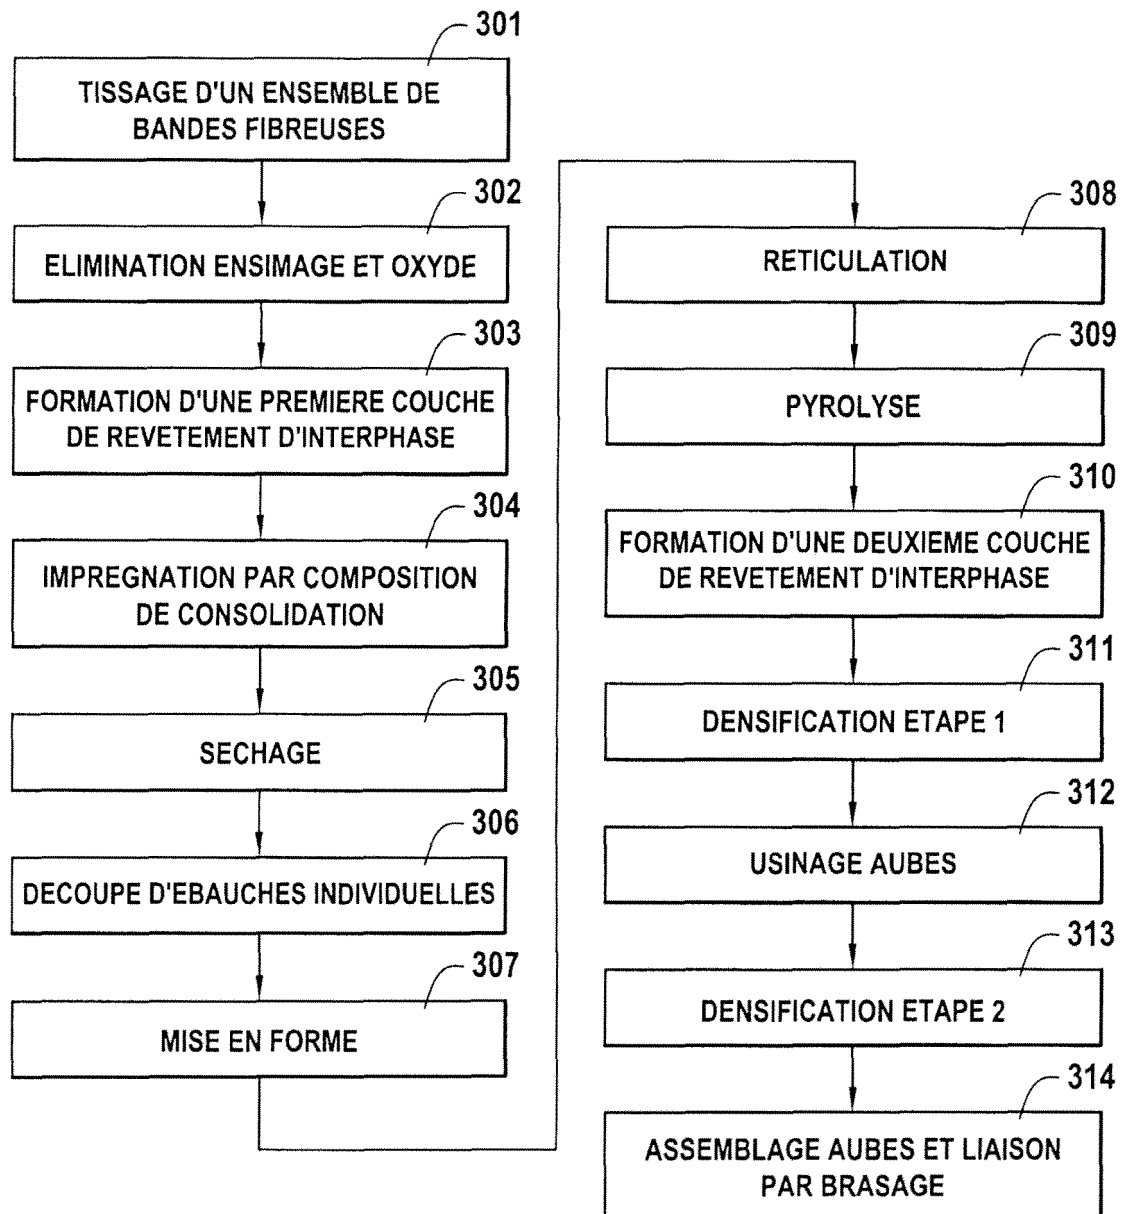 301
TISSAGE D'UN ENSEMBLE DE
BANDES FIBREUSES
302
ELIMINATION ENSIMAGE ET OXYDE
303
FORMATION D'UNE PREMIERE COUCHE
DE REVETEMENT D'INTERPHASE
304
IMPREGNATION PAR COMPOSITION
DE CONSOLIDATION
305
SECHAGE
306
DECOUPE D'EBAUCHES INDIVIDUELLES
307
MISE EN FORME
308
RETICULATION
309
PYROLYSE
310
FORMATION D'UNE DEUXIEME COUCHE
DE REVETEMENT D'INTERPHASE
311
DENSIFICATION ETAPE 1
312
USINAGE AUBES
313
DENSIFICATION ETAPE 2
314
ASSEMBLAGE AUBES ET LIAISON
PAR BRASAGE